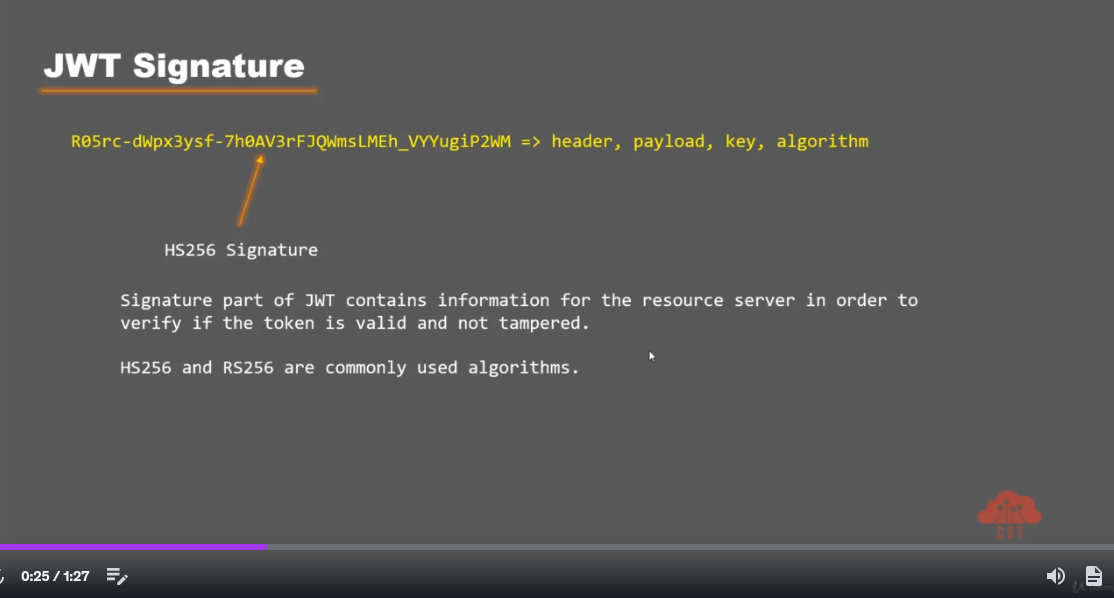 JWT Signature
R05rc-dWpx3ysf-7h0AV3rFJQWmsLMEh_VYYugiP2WM => header, payload, key, algorithm
HS256 Signature
Signature part of JWT contains information for the resource server in order to
verify if the token is valid and not tampered.
HS256 and RS256 are commonly used algorithms.
CST
0:25 / 1:27